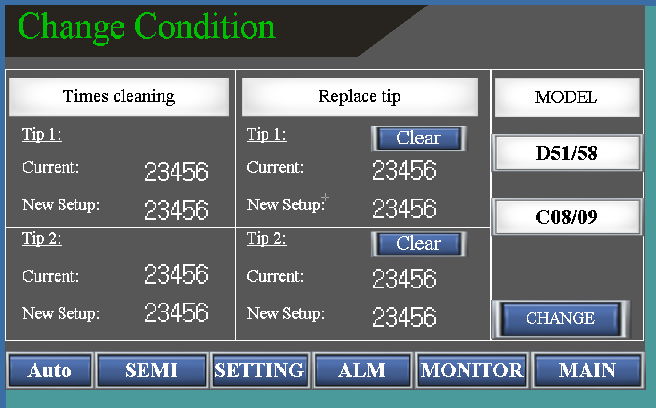 Change Condition
Times cleaning
Replace tip
MODEL
Tip 1:
Current: 23456
New Setup: 23456
Tip 1: Clear
Current: 23456
New Setup: 23456
D51/58
C08/09
Tip 2:
Current: 23456
New Setup: 23456
Tip 2: Clear
Current: 23456
New Setup: 23456
CHANGE
Auto
SEMI
SETTING
ALM
MONITOR
MAIN